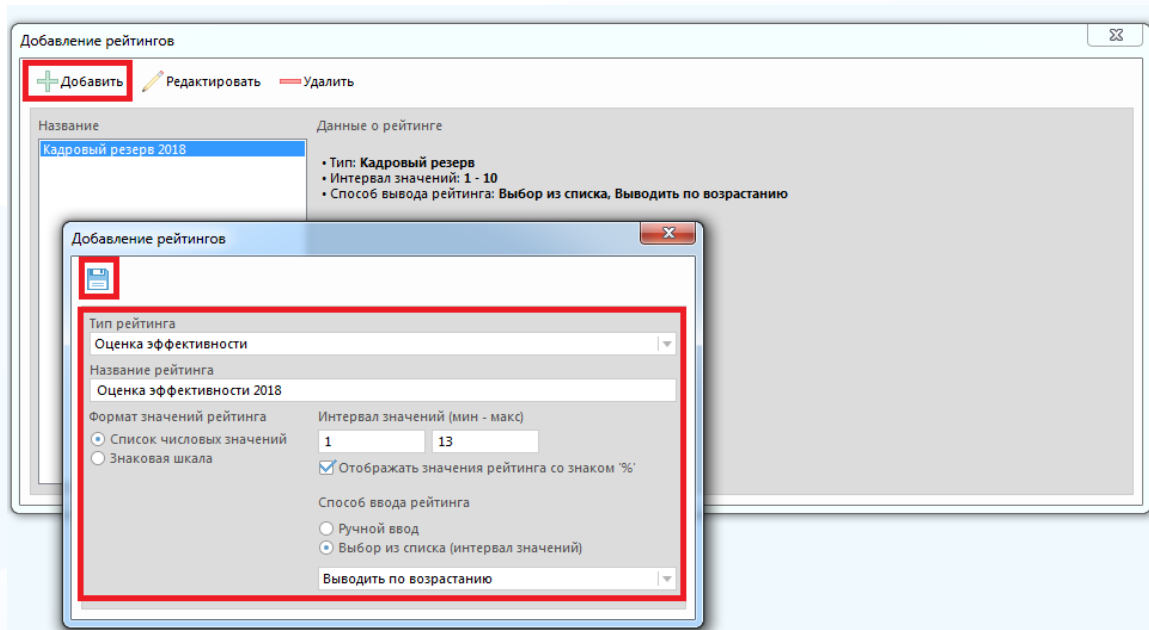 Добавление рейтингов
Добавить Редактировать Удалить
Название
Кадровый резерв 2018
Данные о рейтинге
• Тип: Кадровый резерв
• Интервал значений: 1 - 10
• Способ вывода рейтинга: Выбор из списка, Выводить по возрастанию
Добавление рейтингов
Тип рейтинга
Оценка эффективности
Название рейтинга
Оценка эффективности 2018
Формат значений рейтинга
Список числовых значений
Знаковая шкала
Интервал значений (мин - макс)
1 13
Отображать значения рейтинга со знаком '%'
Способ ввода рейтинга
Ручной ввод
Выбор из списка (интервал значений)
Выводить по возрастанию